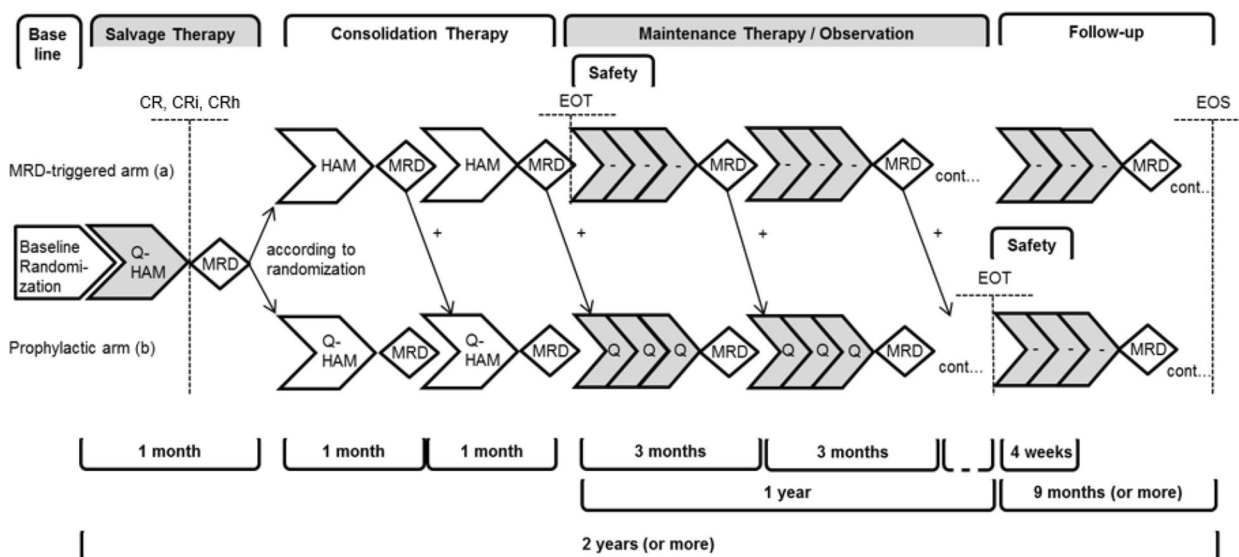 Base
line
Salvage Therapy
Consolidation Therapy
Maintenance Therapy / Observation
Follow-up
Safety
CR, CRi, CRh
EOT
EOS
MRD-triggered arm (a)
HAM
MRD
HAM
MRD
-
-
-
MRD
-
-
-
MRD
cont...
-
-
-
MRD
cont..
Baseline
Randomi-
zation
Q-
HAM
MRD
according to
randomization
+
+
+
+
Safety
EOT
Prophylactic arm (b)
Q-
HAM
MRD
Q-
HAM
MRD
Q
Q
Q
MRD
Q
Q
Q
MRD
cont...
-
-
-
MRD
cont...
1 month
1 month
1 month
3 months
3 months
4 weeks
1 year
9 months (or more)
2 years (or more)